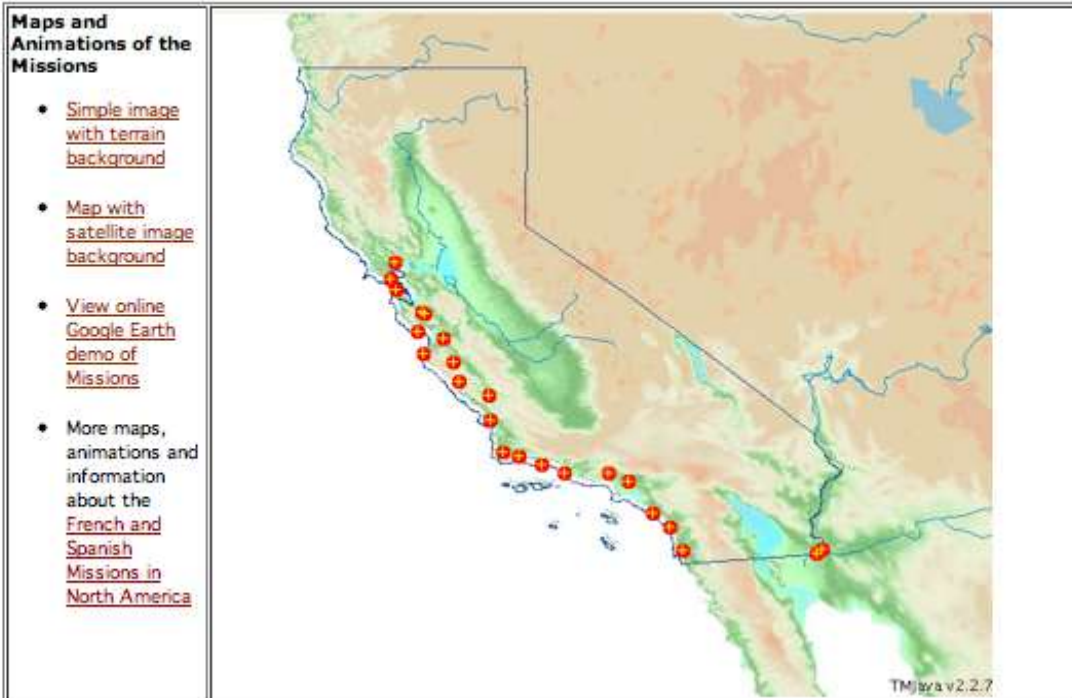 Maps and
Animations of the
Missions
Simple image
with terrain
background
Map with
satellite image
background
View online
Google Earth
demo of
Missions
More maps,
animations and
information
about the
French and
Spanish
Missions in
North America
TMJava v2.2.7